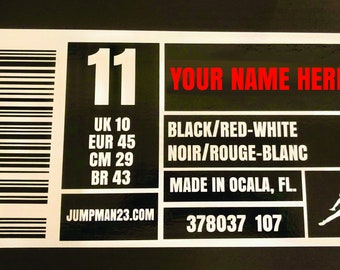 11
UK 10
EUR 45
CM 29
BR 43
JUMPMAN23.COM
YOUR NAME HERE
BLACK/RED-WHITE
NOIR/ROUGE-BLANC
MADE IN OCALA, FL.
378037 107